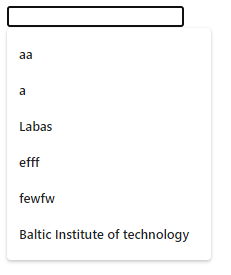 aa
a
Labas
efff
fewfw
Baltic Institute of technology